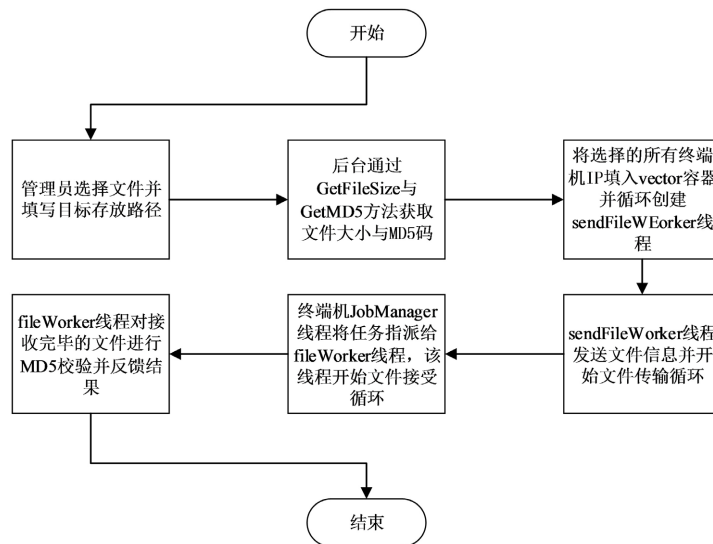 开始
管理员选择文件并
填写目标存放路径
后台通过
GetFileSize与
GetMD5方法获取
文件大小与MD5码
将选择的所有终端
机IP填入vector容器
并循环创建
sendFileWEorker线
程
sendFileWorker线程
发送文件信息并开
始文件传输循环
终端机JobManager
线程将任务指派给
fileWorker线程，该
线程开始文件接受
循环
fileWorker线程对接
收完毕的文件进行
MD5校验并反馈结
果
结束